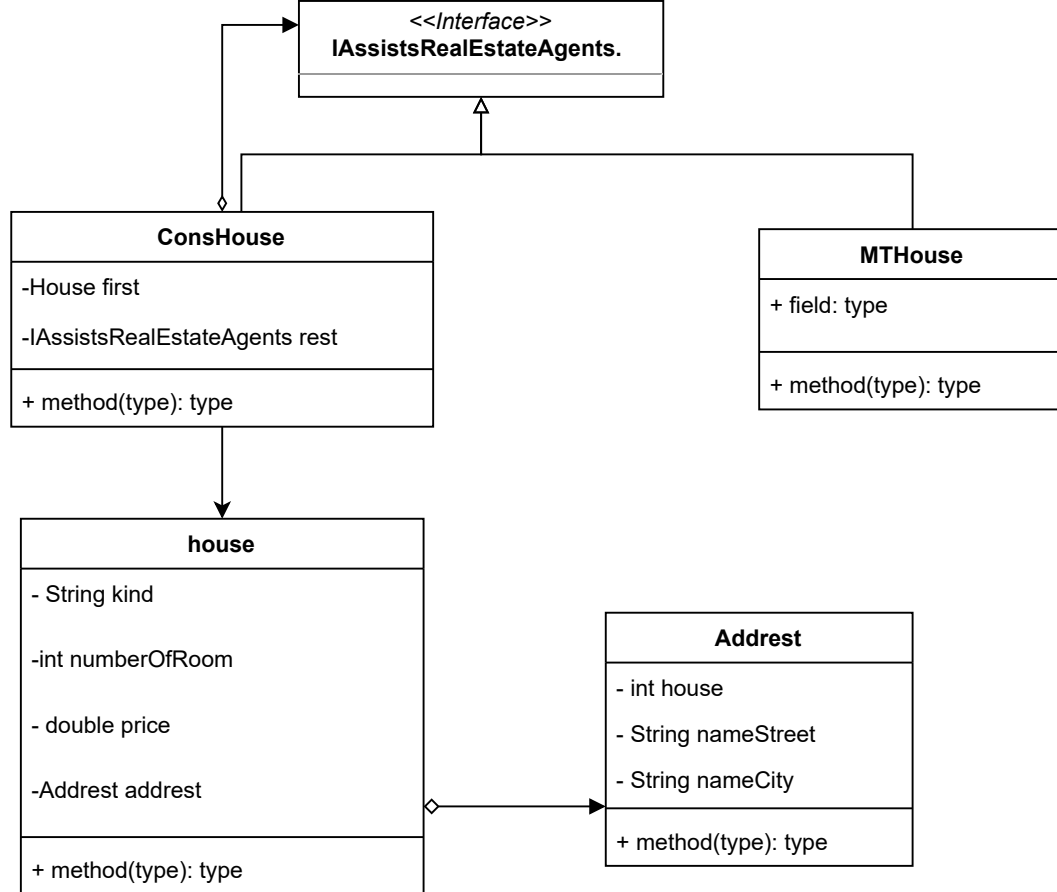 <<Interface>>
IAssistsRealEstateAgents.
ConsHouse
-House first
-IAssistsRealEstateAgents rest
+ method(type): type
MTHouse
+ field: type
+ method(type): type
house
- String kind
-int numberOfRoom
- double price
-Addrest addrest
+ method(type): type
Addrest
- int house
- String nameStreet
- String nameCity
+ method(type): type